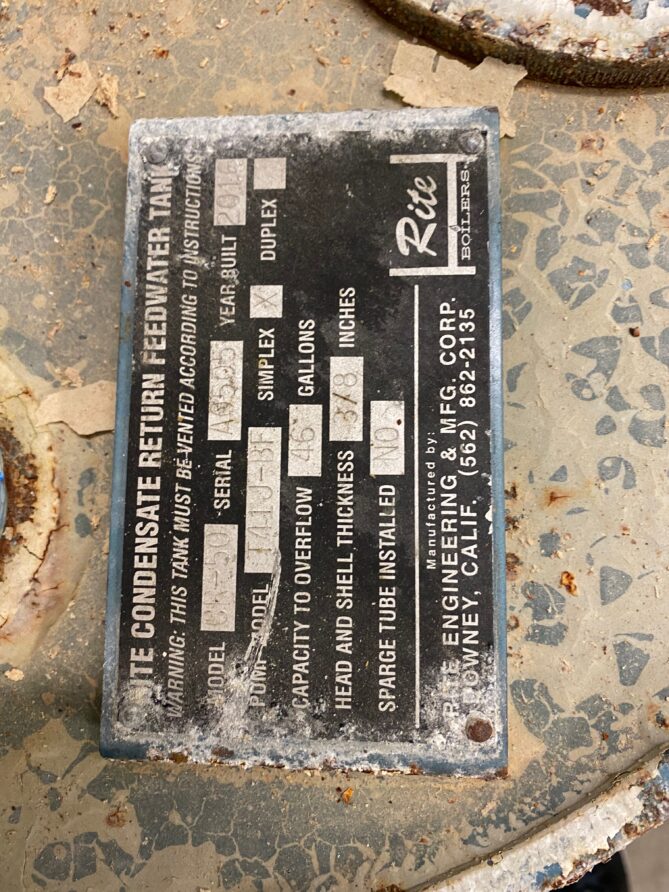 RITE CONDENSATE RETURN FEEDWATER TANK
WARNING: THIS TANK MUST BE VENTED ACCORDING TO INSTRUCTIONS
MODEL CR-50 SERIAL YEAR BUILT
PUMP MODEL SIMPLEX X DUPLEX
CAPACITY TO OVERFLOW 46 GALLONS
HEAD AND SHELL THICKNESS 3/8 INCHES
SPARGE TUBE INSTALLED NO
Manufactured by:
RITE ENGINEERING & MFG. CORP.
DOWNEY, CALIF. (562) 862-2135
Rite
BOILERS